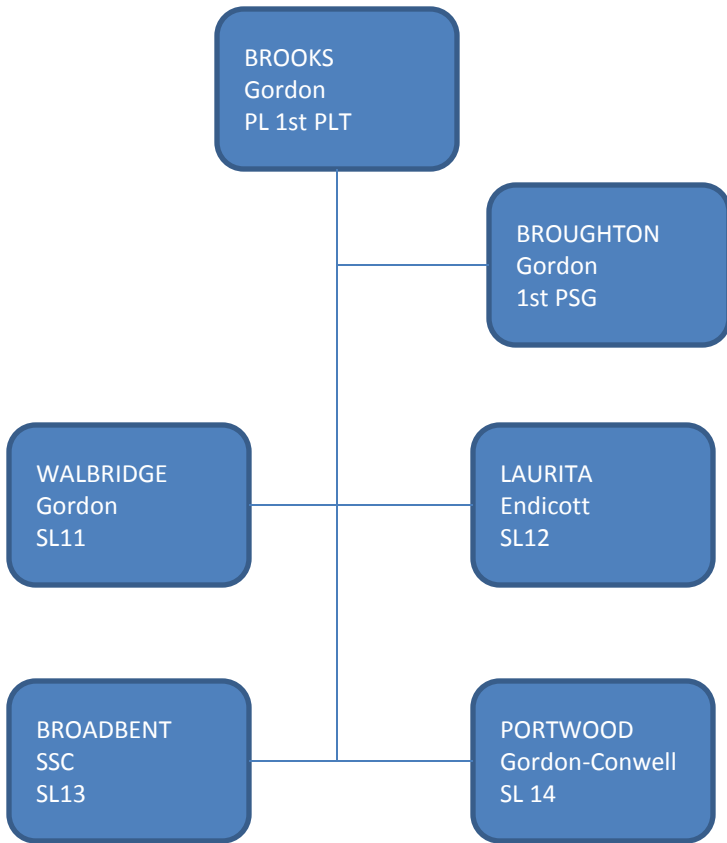 BROOKS
Gordon
PL 1st PLT
BROUGHTON
Gordon
1st PSG
WALBRIDGE
Gordon
SL11
LAURITA
Endicott
SL12
BROADBENT
SSC
SL13
PORTWOOD
Gordon-Conwell
SL 14